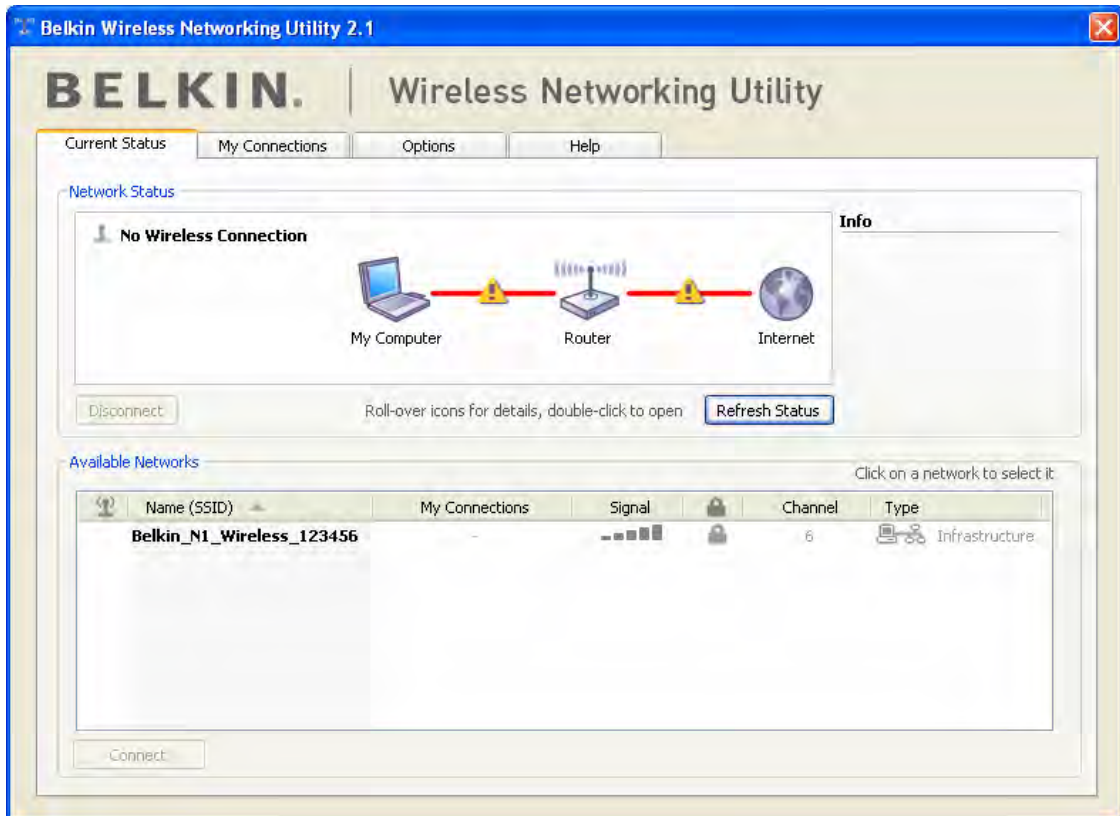 Belkin Wireless Networking Utility 2.1
BELKIN. | Wireless Networking Utility
Current Status My Connections Options Help
Network Status
No Wireless Connection
Info
My Computer Router Internet
Disconnect Roll-over icons for details, double-click to open Refresh Status
Available Networks
Click on a network to select it
Name (SSID) My Connections Signal Channel Type
Belkin_N1_Wireless_123456 - 6 Infrastructure
Connect